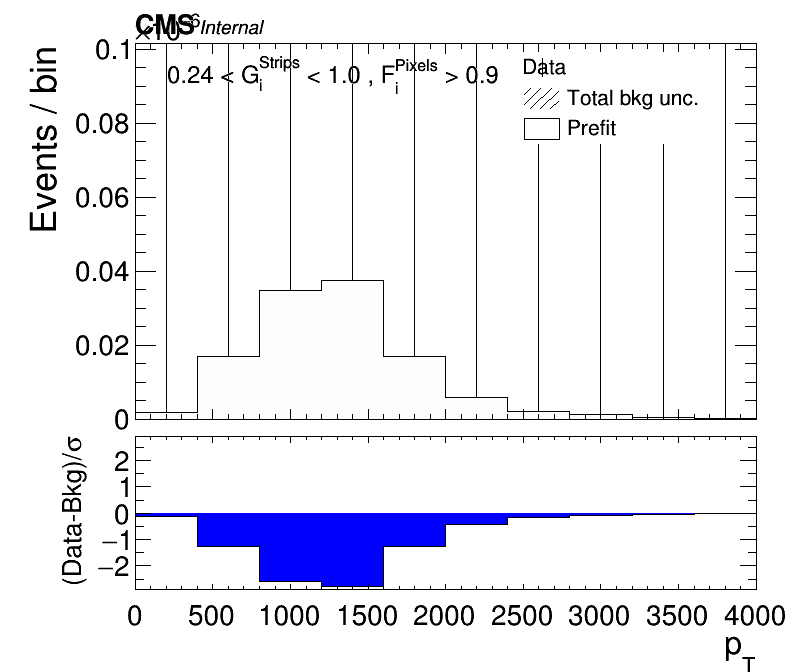 CMS Internal
×10⁻⁶
0.24 < G_i^Strips < 1.0 , F_i^Pixels > 0.9
Data
Total bkg unc.
Prefit
Events / bin
0.1
0.08
0.06
0.04
0.02
0
(Data-Bkg)/σ
2
1
0
−1
−2
0 500 1000 1500 2000 2500 3000 3500 4000
p_T